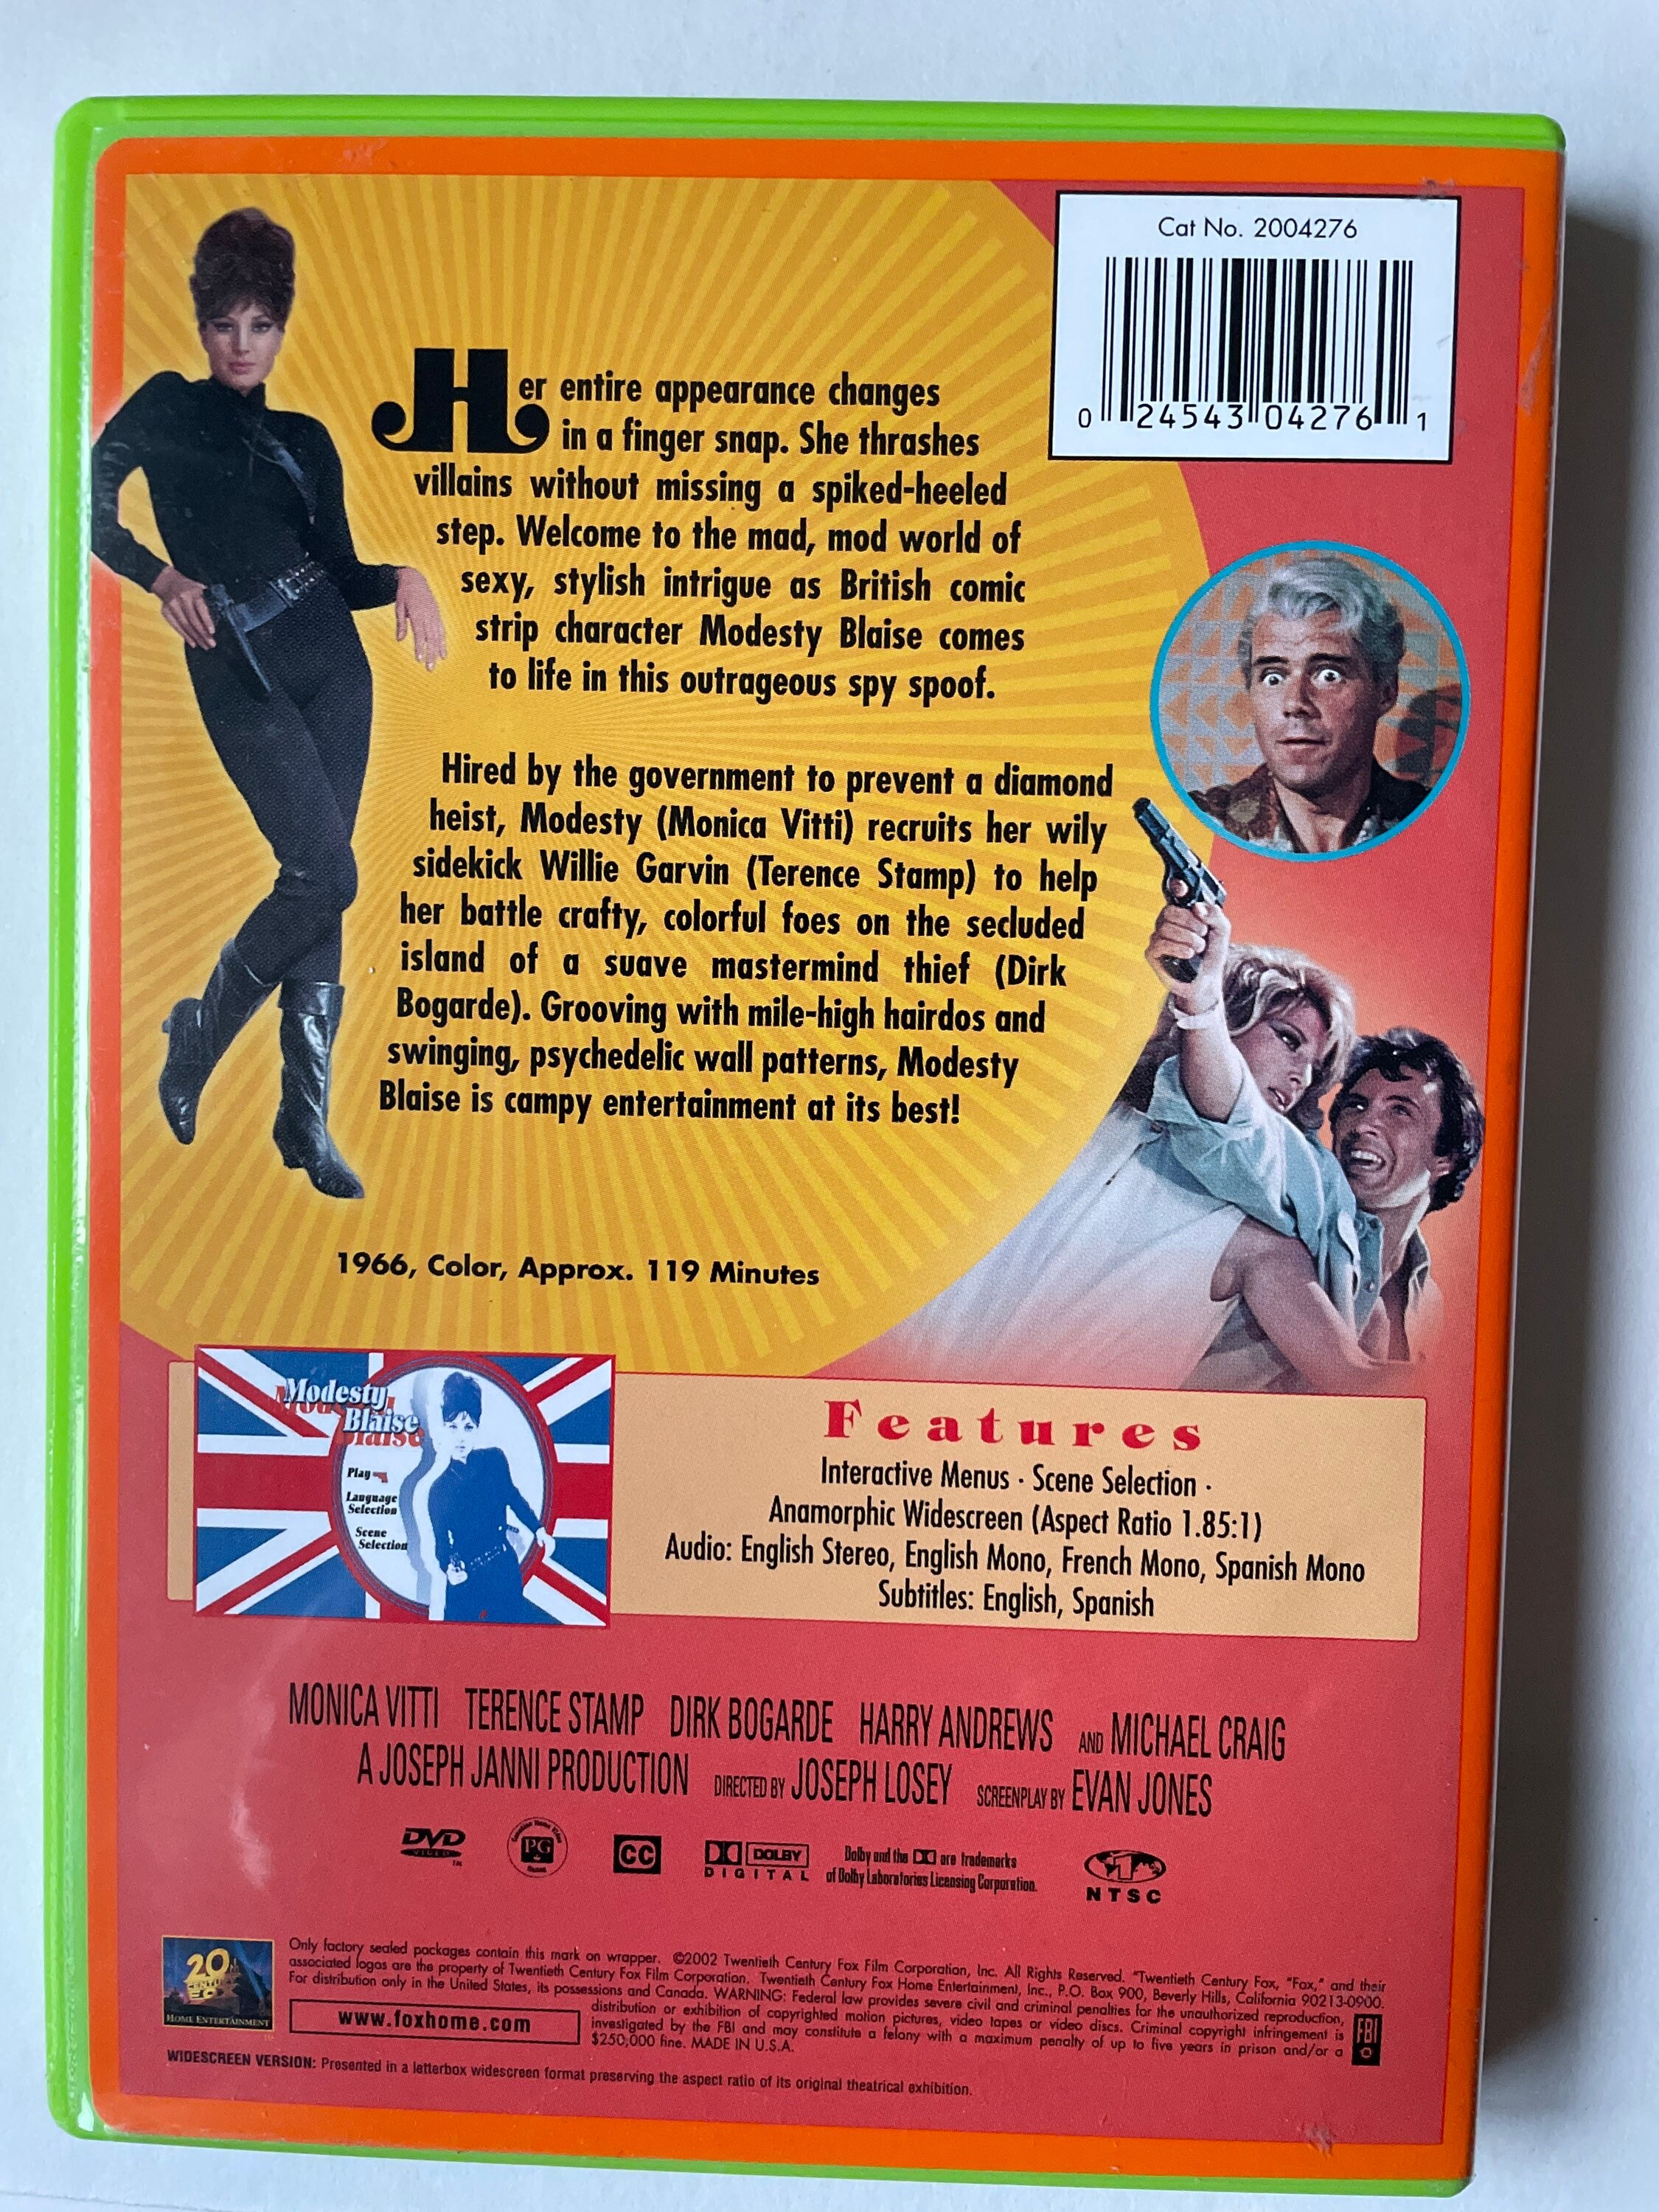 Cat No. 2004276
0 24543 04276 1
Her entire appearance changes
in a finger snap. She thrashes
villains without missing a spiked-heeled
step. Welcome to the mad, mod world of
sexy, stylish intrigue as British comic
strip character Modesty Blaise comes
to life in this outrageous spy spoof.
Hired by the government to prevent a diamond
heist, Modesty (Monica Vitti) recruits her wily
sidekick Willie Garvin (Terence Stamp) to help
her battle crafty, colorful foes on the secluded
island of a suave mastermind thief (Dirk
Bogarde). Grooving with mile-high hairdos and
swinging, psychedelic wall patterns, Modesty
Blaise is campy entertainment at its best!
1966, Color, Approx. 119 Minutes
Modesty
Blaise
Play
Language
Selection
Scene
Selection
Features
Interactive Menus · Scene Selection ·
Anamorphic Widescreen (Aspect Ratio 1.85:1)
Audio: English Stereo, English Mono, French Mono, Spanish Mono
Subtitles: English, Spanish
MONICA VITTI TERENCE STAMP DIRK BOGARDE HARRY ANDREWS AND MICHAEL CRAIG
A JOSEPH JANNI PRODUCTION DIRECTED BY JOSEPH LOSEY SCREENPLAY BY EVAN JONES
DVD
VIDEO
TM
Canadian Home Video
PG
CC
DOLBY
DIGITAL
Dolby and the DD are trademarks
of Dolby Laboratories Licensing Corporation.
1
NTSC
20th
CENTURY
FOX
HOME ENTERTAINMENT
Only factory sealed packages contain this mark on wrapper. ©2002 Twentieth Century Fox Film Corporation, Inc. All Rights Reserved. "Twentieth Century Fox, "Fox," and their
associated logos are the property of Twentieth Century Fox Film Corporation. Twentieth Century Fox Home Entertainment, Inc., P.O. Box 900, Beverly Hills, California 90213-0900.
For distribution only in the United States, its possessions and Canada. WARNING: Federal law provides severe civil and criminal penalties for the unauthorized reproduction,
distribution or exhibition of copyrighted motion pictures, video tapes or video discs. Criminal copyright infringement is
investigated by the FBI and may constitute a felony with a maximum penalty of up to five years in prison and/or a
$250,000 fine. MADE IN U.S.A.
www.foxhome.com
FBI
WIDESCREEN VERSION: Presented in a letterbox widescreen format preserving the aspect ratio of its original theatrical exhibition.